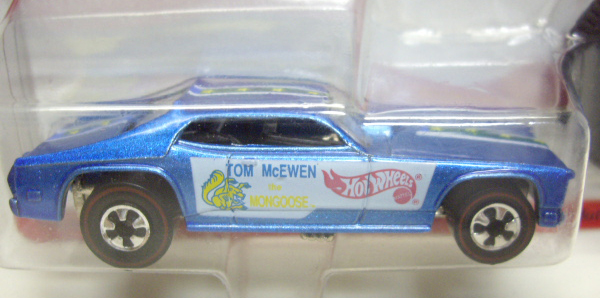 TOM McEWEN
the
MONGOOSE
HOT WHEELS